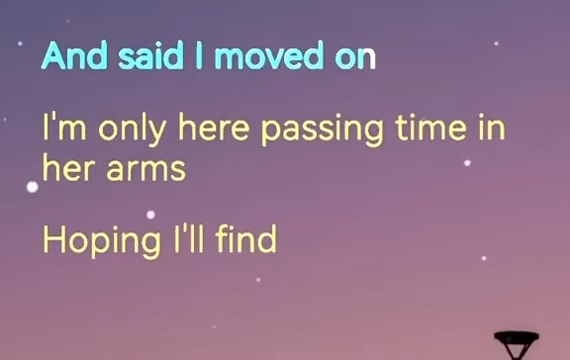 And said I moved on
I'm only here passing time in
her arms
Hoping I'll find